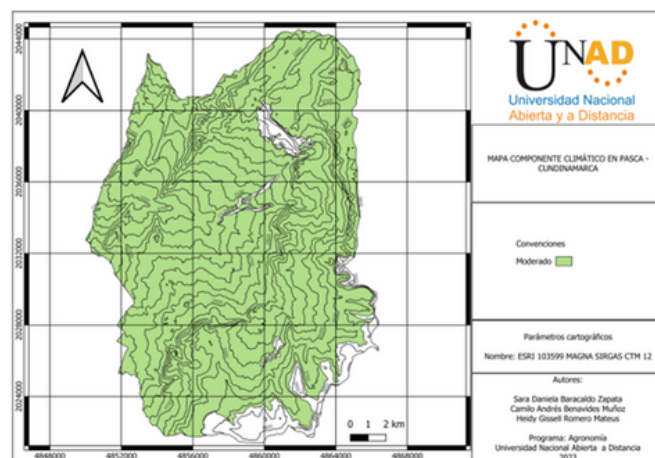 UNAD
Universidad Nacional
Abierta y a Distancia
MAPA COMPONENTE CLIMÁTICO EN PASCA -
CUNDINAMARCA
Convenciones
Moderado
Parámetros cartográficos
Nombre: ESRI 103599 MAGNA SIRGAS CTM 12
Autores:
Sara Daniela Baracaldo Zapata
Camilo Andrés Benavides Muñoz
Heidy Gissell Romero Mateus
Programa: Agronomía
Universidad Nacional Abierta a Distancia
2023
2044000
2040000
2036000
2032000
2028000
2024000
0 1 2 km
4848000 4852000 4856000 4860000 4864000 4868000